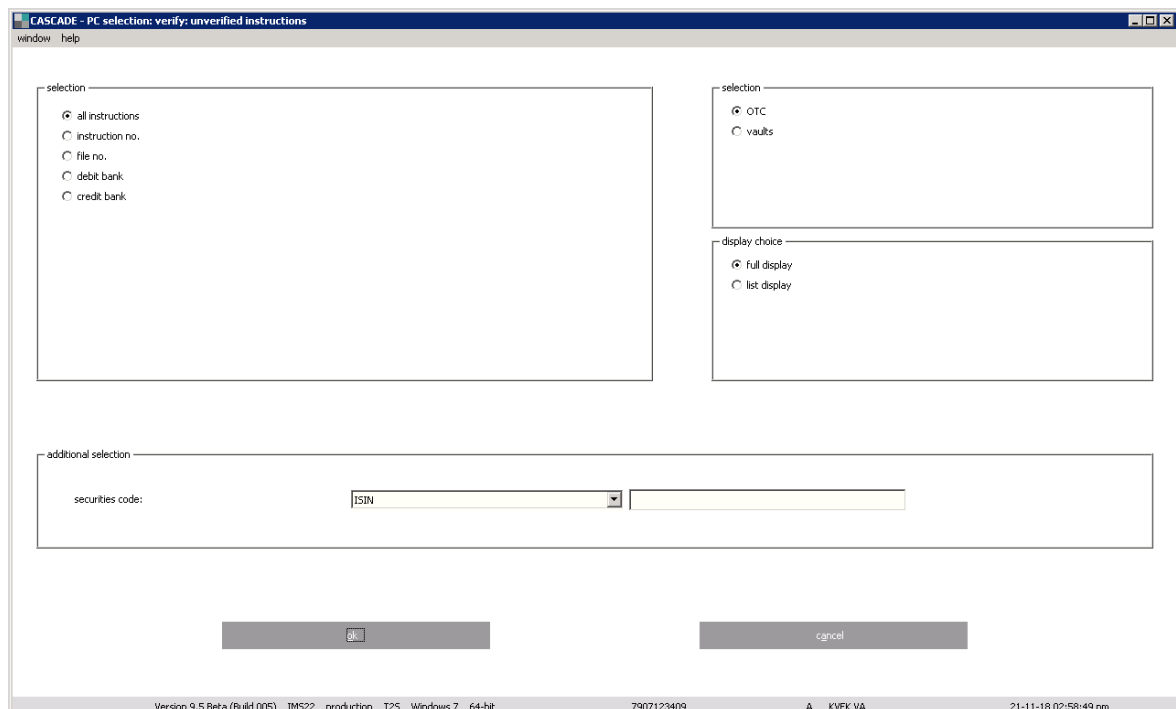 CASCADE - PC selection: verify: unverified instructions
window help
selection
all instructions
instruction no.
file no.
debit bank
credit bank
selection
OTC
vaults
display choice
full display
list display
additional selection
securities code: ISIN
ok cancel
Version 9.5 Beta (Build 005) IMS22 production T2S Windows 7 64-bit 7907123409 A KVEK VA 21-11-18 02:58:49 pm